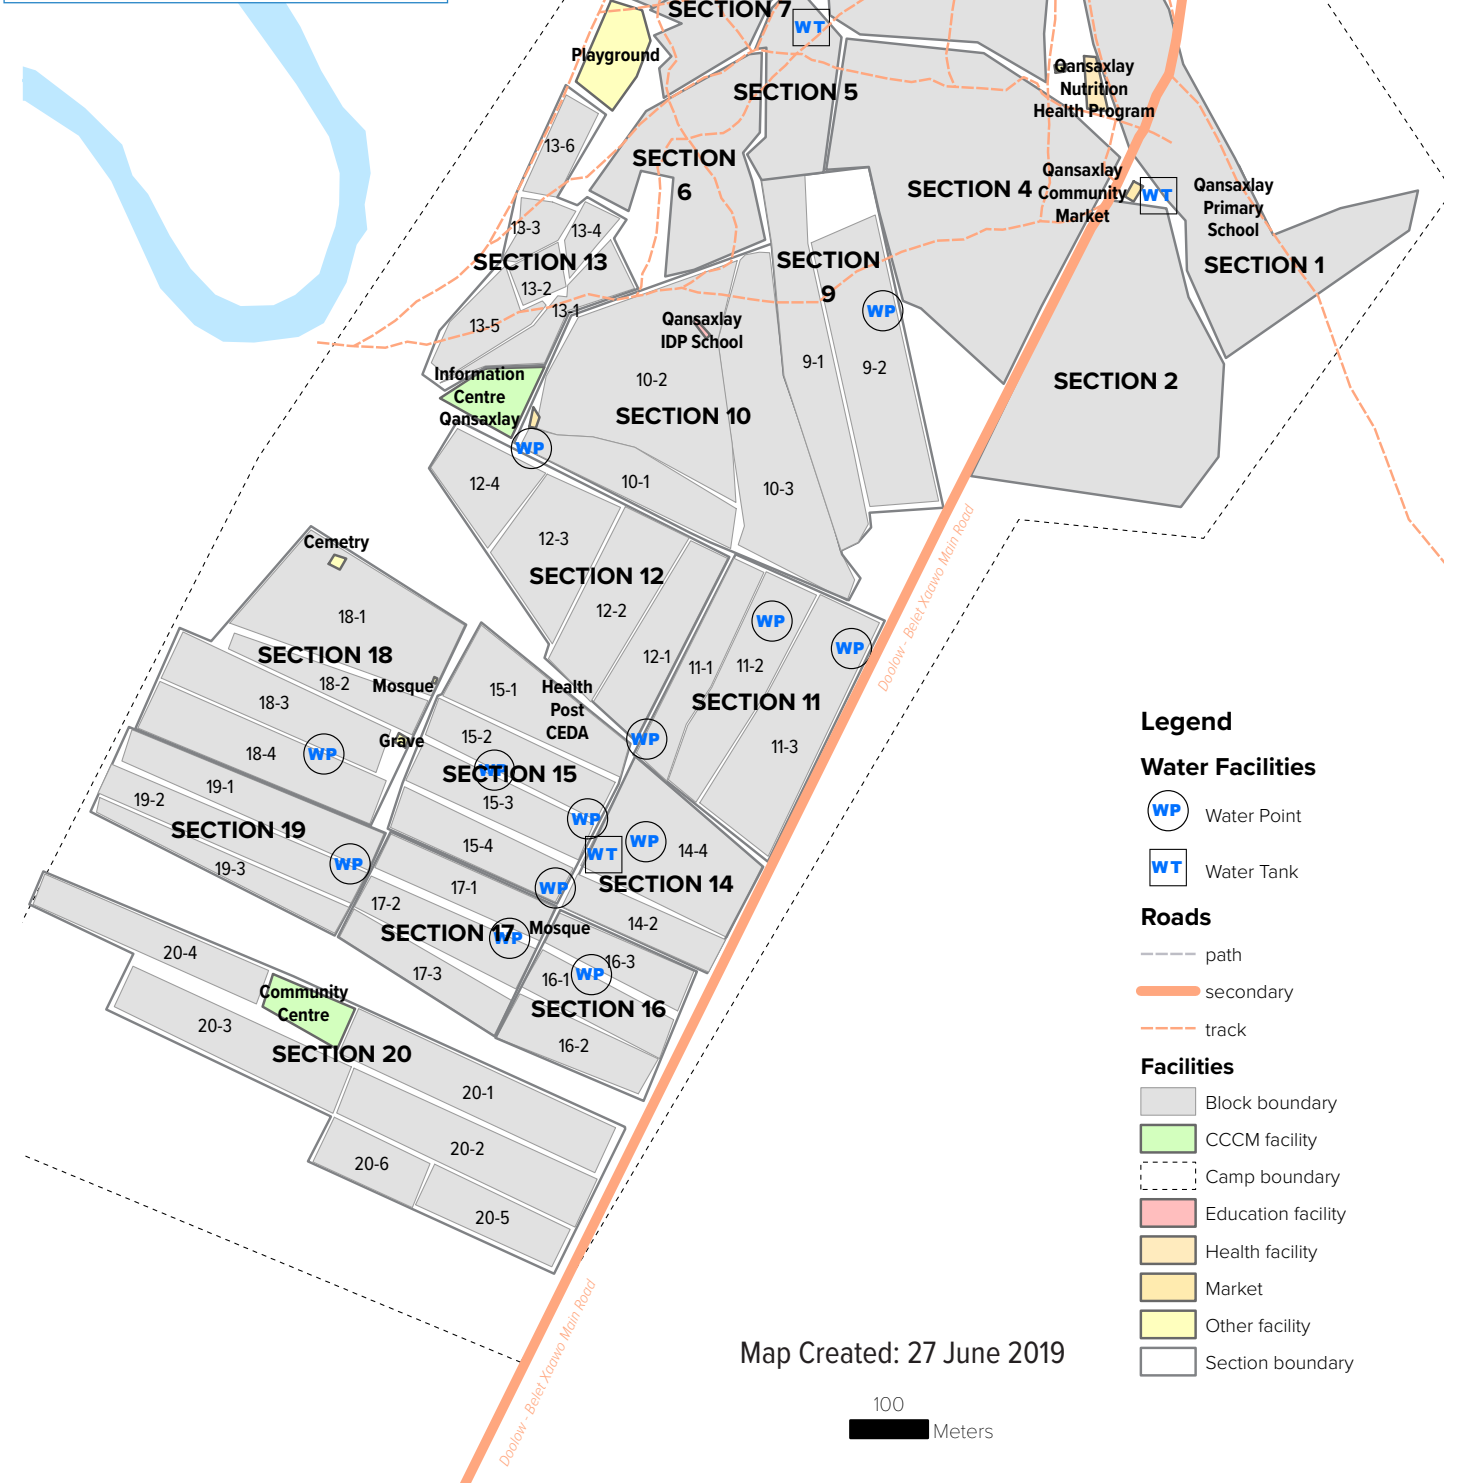 SECTION 7
WT
Playground
Qansaxlay
Nutrition
Health Program
SECTION 5
13-6
SECTION
6
SECTION 4
Qansaxlay
Community
Market
WT
Qansaxlay
Primary
School
SECTION 1
13-3
13-4
SECTION 13
13-2
13-1
13-5
SECTION
9
WP
Qansaxlay
IDP School
9-1
9-2
10-2
SECTION 2
Information
Centre
Qansaxlay
SECTION 10
WP
12-4
10-1
10-3
Doolow - Belet Xaawo Main Road
Cemetry
12-3
SECTION 12
12-2
18-1
WP
WP
SECTION 18
12-1
11-1
11-2
18-2
Mosque
15-1
Health
Post
CEDA
SECTION 11
18-3
Grave
15-2
WP
11-3
18-4
WP
WP
SECTION 15
19-1
19-2
15-3
WP
SECTION 19
15-4
WT
WP
14-4
19-3
WP
17-1
WP
SECTION 14
17-2
14-2
SECTION 17
WP
Mosque
20-4
17-3
16-1
WP
16-3
Community
Centre
SECTION 16
20-3
16-2
SECTION 20
20-1
20-2
20-6
20-5
Doolow - Belet Xaawo Main Road
Legend
Water Facilities
WP
Water Point
WT
Water Tank
Roads
path
secondary
track
Facilities
Block boundary
CCCM facility
Camp boundary
Education facility
Health facility
Market
Other facility
Section boundary
Map Created: 27 June 2019
100
Meters